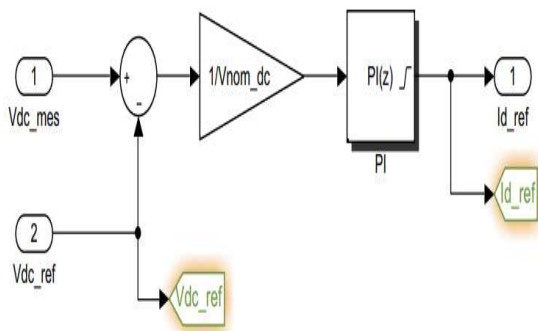 1
Vdc_mes
+
-
1/Vnom_dc
PI(z)
PI
1
Id_ref
Id_ref
2
Vdc_ref
Vdc_ref